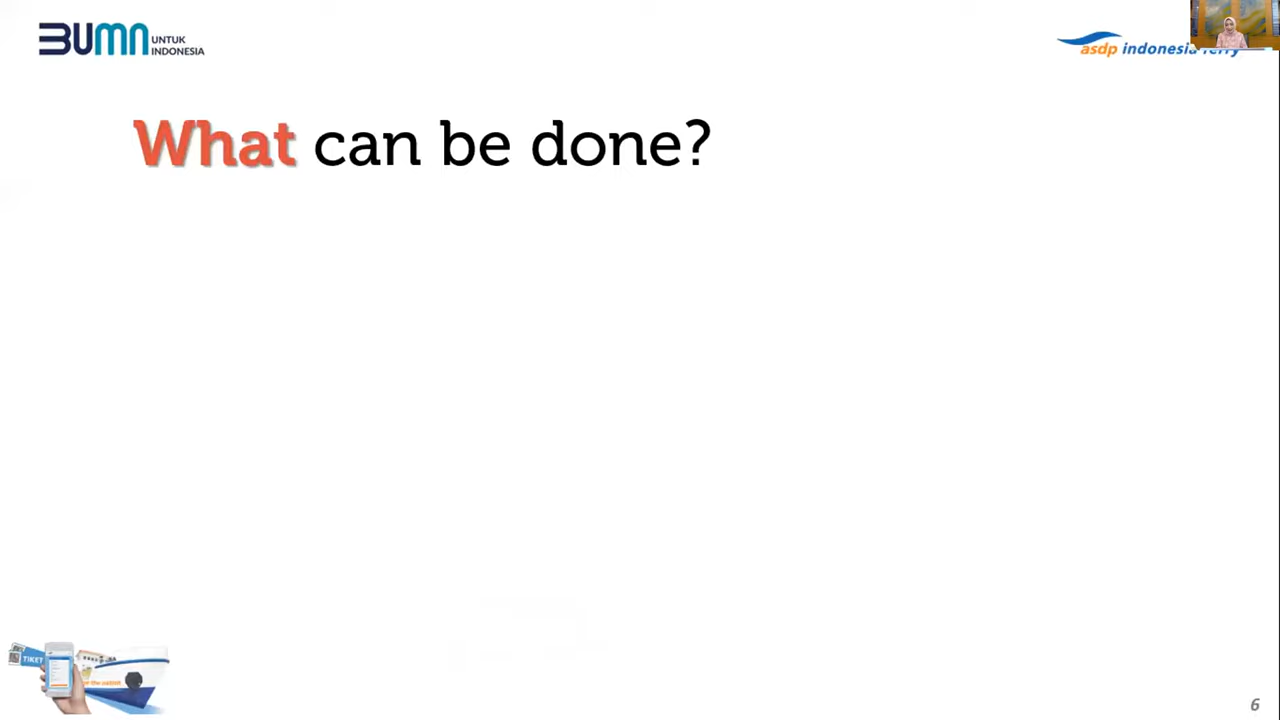 BUMN UNTUK
INDONESIA
asdp indonesia ferry
What can be done?
TIKET
6